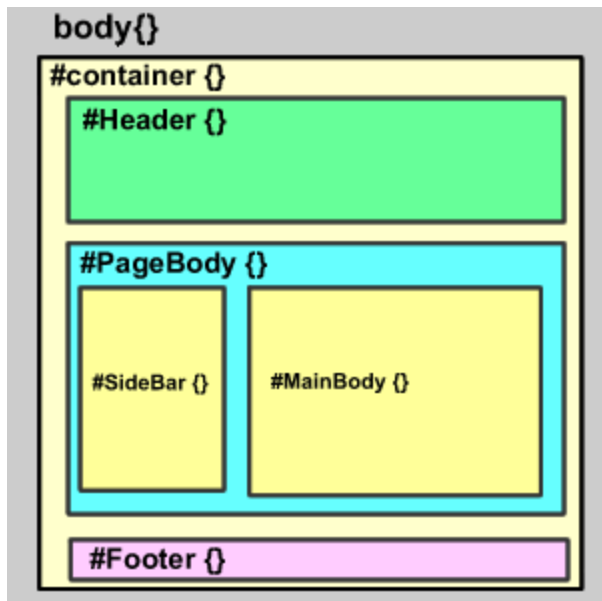 body{}
#container {}
#Header {}
#PageBody {}
#SideBar {}
#MainBody {}
#Footer {}